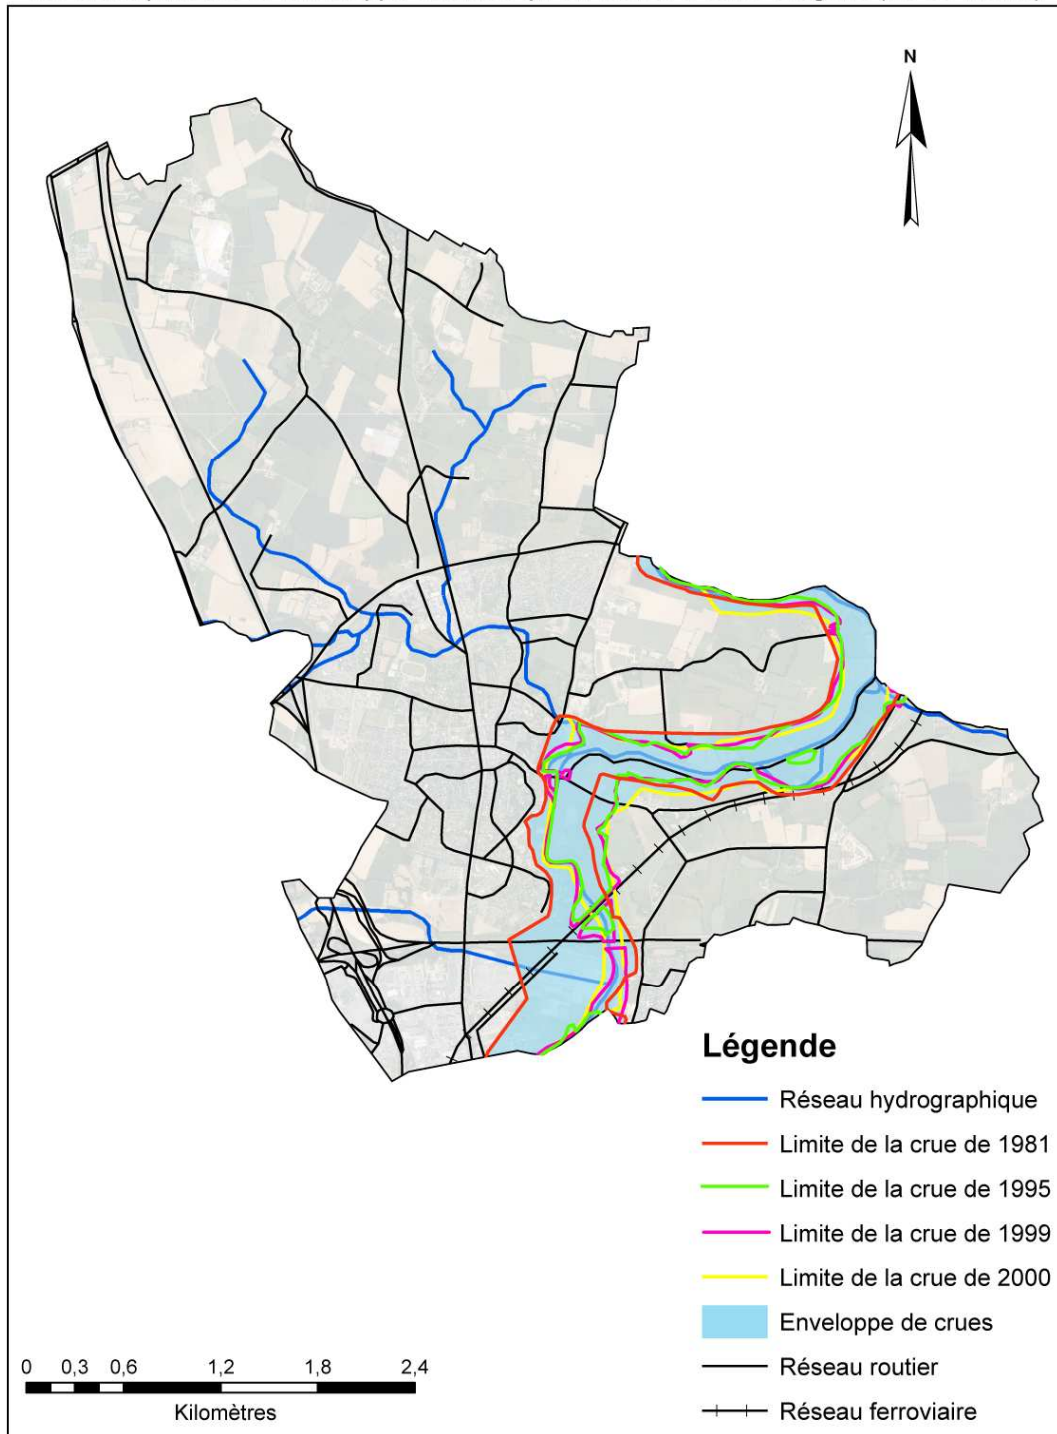 N
Légende
Réseau hydrographique
Limite de la crue de 1981
Limite de la crue de 1995
Limite de la crue de 1999
Limite de la crue de 2000
Enveloppe de crues
Réseau routier
Réseau ferroviaire
0 0,3 0,6 1,2 1,8 2,4
Kilomètres